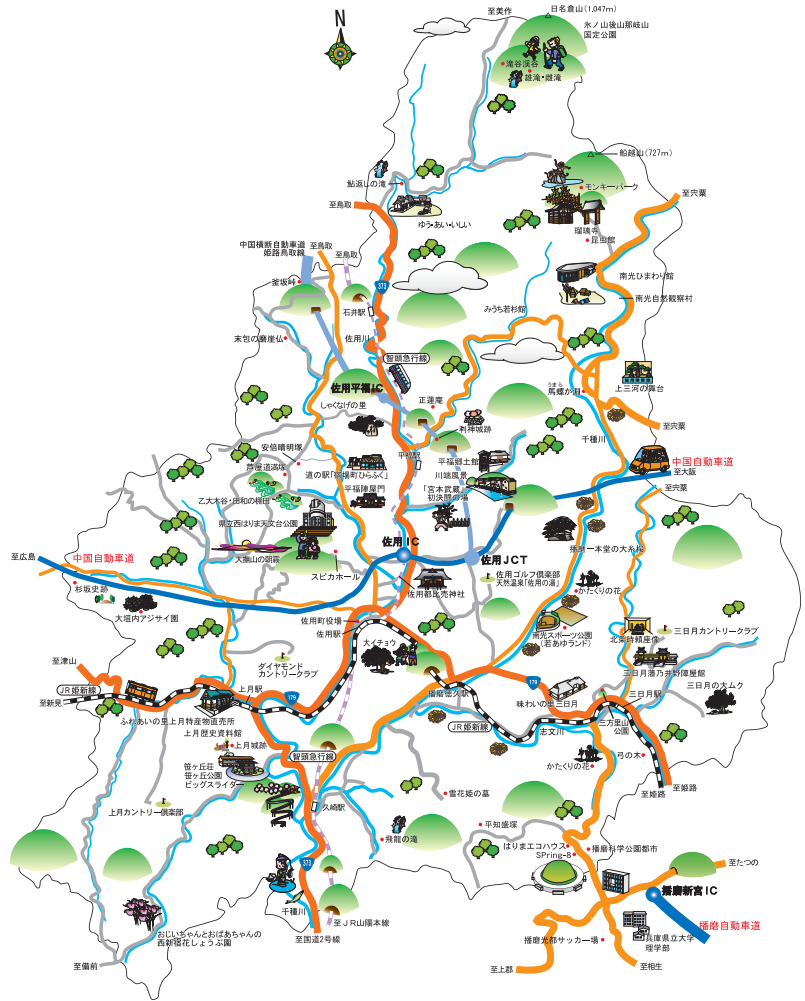 至美作
日名倉山（1,047m）
氷ノ山後山那岐山
国定公園
N
滝谷渓谷
雄滝・雌滝
船越山（727m）
鮎返しの滝
モンキーパーク
至鳥取
至宍粟
ゆう・あい・いしい
瑠璃寺
昆虫館
中国横断自動車道
姫路鳥取線
至鳥取
至鳥取
釜坂峠
373
南光ひまわり館
南光自然観察村
石井駅
みうち若杉館
末包の磨崖仏
佐用川
智頭急行線
上三河の舞台
うまら
馬螺が淵
佐用平福IC
しゃくなげの里
正蓮庵
利神城跡
至宍粟
千種川
安倍晴明塚
平福駅
平福郷土館
芦屋道満塚
道の駅「宿場町ひらふく」
川端風景
中国自動車道
至大阪
至宍粟
乙大木谷・田和の棚田
平福陣屋門
「宮本武蔵」
初決闘の場
県立西はりま天文台公園
至広島
中国自動車道
大撫山の朝霧
佐用IC
佐用JCT
播磨一本堂の大糸桜
スピカホール
杉坂史跡
大垣内アジサイ園
佐用都比売神社
佐用ゴルフ倶楽部
天然温泉「佐用の湯」
かたくりの花
佐用町役場
佐用駅
大イチョウ
南光スポーツ公園
（若あゆランド）
北条時頼座像
三日月カントリークラブ
三日月藩乃井野陣屋館
至津山
ダイヤモンド
カントリークラブ
上月駅
179
播磨徳久駅
179
三日月駅
三日月の大ムク
JR姫新線
至新見
味わいの里三日月
ふれあいの里上月特産物直売所
JR姫新線
志文川
三方里山
公園
上月歴史資料館
上月城跡
智頭急行線
弓の木
笹ヶ丘荘
笹ヶ丘公園
ビッグスライダー
かたくりの花
至姫路
至姫路
上月カントリー倶楽部
久崎駅
雪花姫の墓
平知盛塚
飛龍の滝
はりまエコハウス
SPring-8
播磨科学公園都市
373
至たつの
播磨新宮IC
千種川
至JR山陽本線
播磨自動車道
おじいちゃんとおばあちゃんの
西新宿花しょうぶ園
至国道2号線
播磨光都サッカー場
兵庫県立大学
理学部
至備前
至上郡
至相生